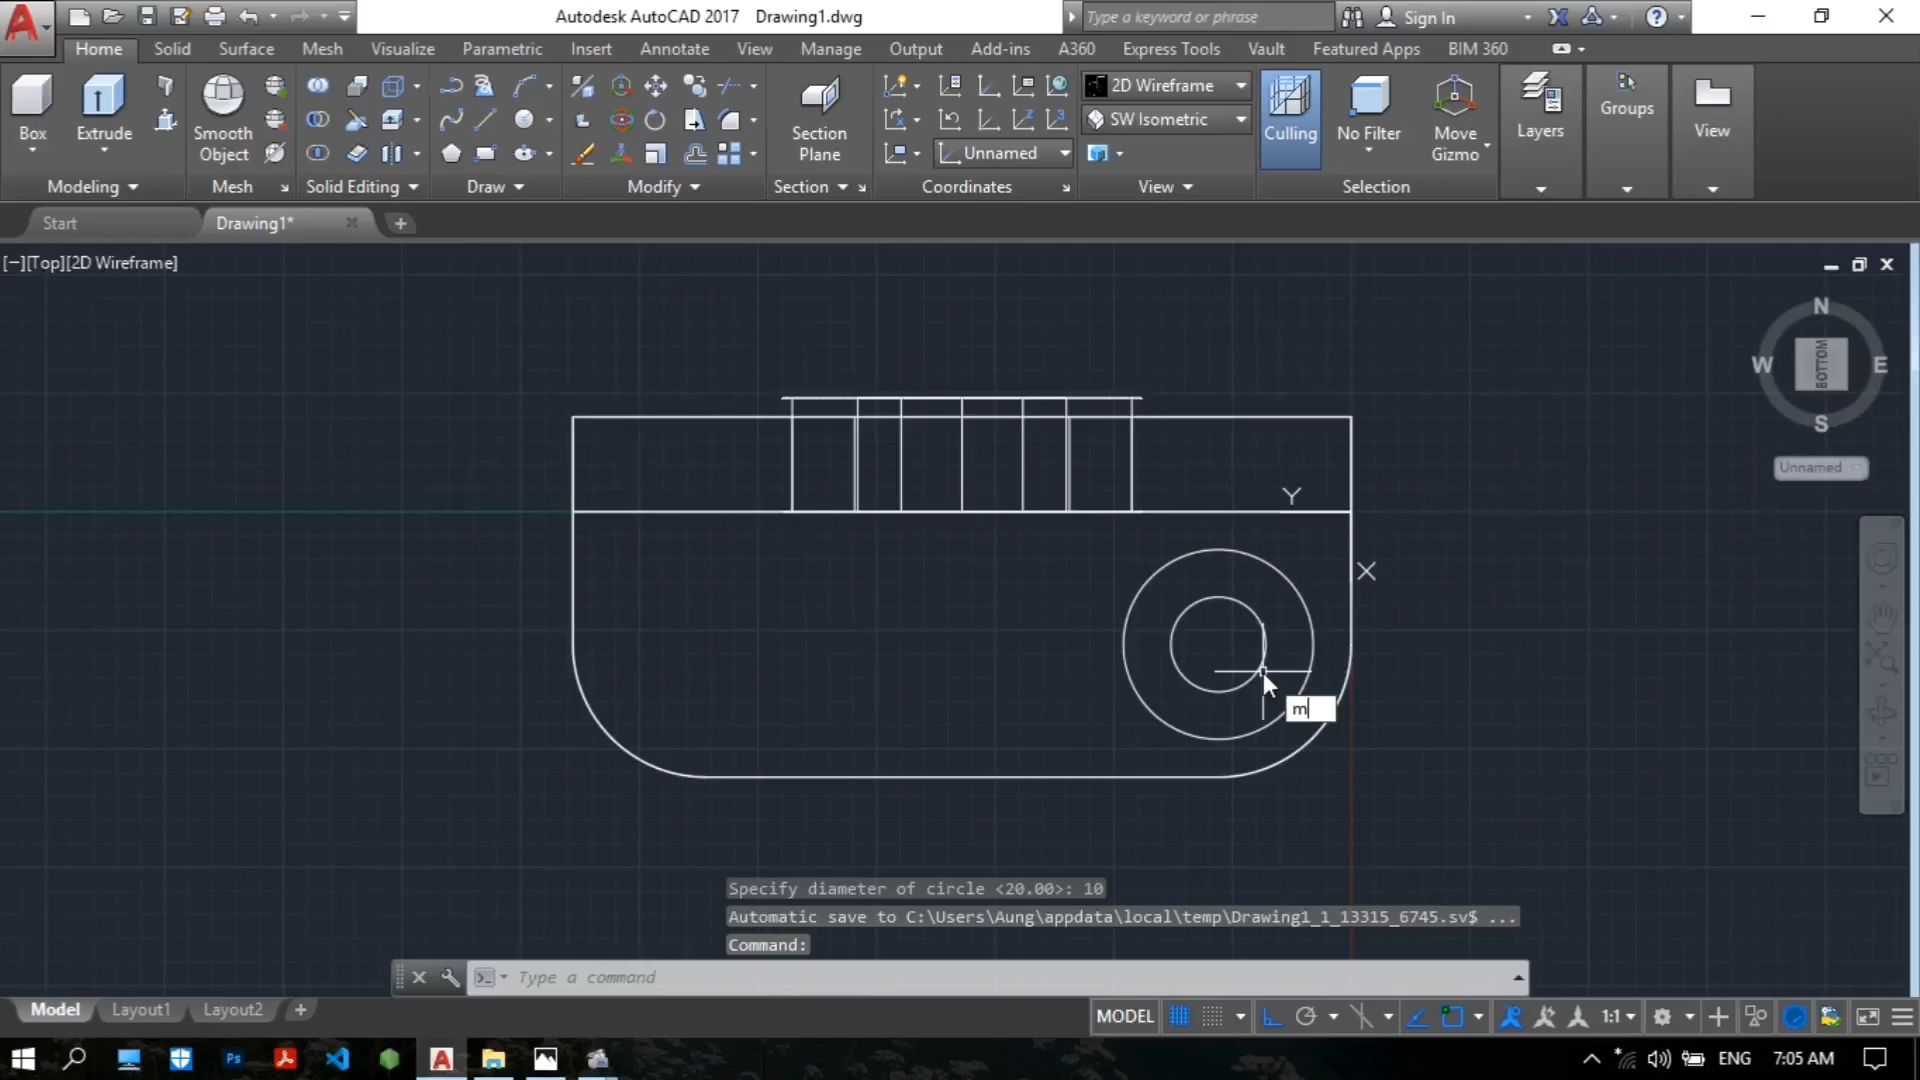 Autodesk AutoCAD 2017 Drawing1.dwg
Type a keyword or phrase
Sign In
Home Solid Surface Mesh Visualize Parametric Insert Annotate View Manage Output Add-ins A360 Express Tools Vault Featured Apps BIM 360
Box
Extrude
Smooth
Object
Section
Plane
2D Wireframe
SW Isometric
Unnamed
Culling
No Filter
Move
Gizmo
Layers
Groups
View
Modeling
Mesh
Solid Editing
Draw
Modify
Section
Coordinates
View
Selection
Start
Drawing1*
[−][Top][2D Wireframe]
N
W
BOTTOM
E
S
Unnamed
Y
X
m
Specify diameter of circle <20.00>: 10
Automatic save to C:\Users\Aung\appdata\local\temp\Drawing1_1_13315_6745.sv$ ...
Command:
Type a command
Model Layout1 Layout2
MODEL
1:1
Ps
ENG 7:05 AM